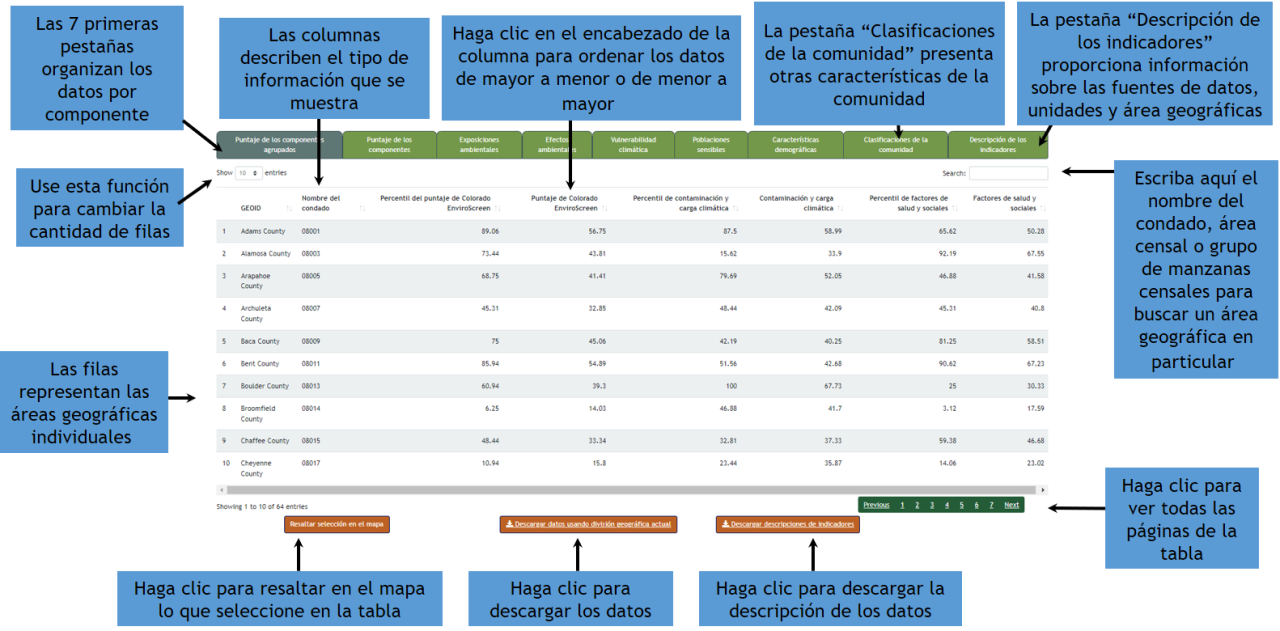 Las 7 primeras
pestañas
organizan los
datos por
componente
Las columnas
describen el tipo de
información que se
muestra
Haga clic en el encabezado de la
columna para ordenar los datos
de mayor a menor o de menor a
mayor
La pestaña “Clasificaciones
de la comunidad” presenta
otras características de la
comunidad
La pestaña “Descripción de
los indicadores”
proporciona información
sobre las fuentes de datos,
unidades y área geográficas
Puntaje de los componentes
agrupados
Puntaje de los
componentes
Exposiciones
ambientales
Efectos
ambientales
Vulnerabilidad
climática
Poblaciones
sensibles
Características
demográficas
Clasificaciones de la
comunidad
Descripción de los
indicadores
Show 10 entries
Search:
Use esta función
para cambiar la
cantidad de filas
Escriba aquí el
nombre del
condado, área
censal o grupo
de manzanas
censales para
buscar un área
geográfica en
particular
GEOID
Nombre del
condado
Percentil del puntaje de Colorado
EnviroScreen
Puntaje de Colorado
EnviroScreen
Percentil de contaminación y
carga climática
Contaminación y carga
climática
Percentil de factores de
salud y sociales
Factores de salud y
sociales
1 Adams County 08001 89.06 56.75 87.5 58.99 65.62 50.28
2 Alamosa County 08003 73.44 43.81 15.62 33.9 92.19 67.55
3 Arapahoe 08005 68.75 41.41 79.69 52.05 46.88 41.58
County
4 Archuleta 08007 45.31 32.85 48.44 42.09 45.31 40.8
County
5 Baca County 08009 75 45.06 42.19 40.25 81.25 58.51
6 Bent County 08011 85.94 54.89 51.56 42.68 90.62 67.23
7 Boulder County 08013 60.94 39.3 100 67.73 25 30.33
8 Broomfield 08014 6.25 14.03 46.88 41.7 3.12 17.59
County
9 Chaffee County 08015 48.44 33.34 32.81 37.33 59.38 46.68
10 Cheyenne 08017 10.94 15.8 23.44 35.87 14.06 23.02
County
Las filas
representan las
áreas geográficas
individuales
Showing 1 to 10 of 64 entries
Previous 1 2 3 4 5 6 7 Next
Resaltar selección en el mapa
Descargar datos usando división geográfica actual
Descargar descripciones de indicadores
Haga clic para
ver todas las
páginas de la
tabla
Haga clic para resaltar en el mapa
lo que seleccione en la tabla
Haga clic para
descargar los datos
Haga clic para descargar la
descripción de los datos